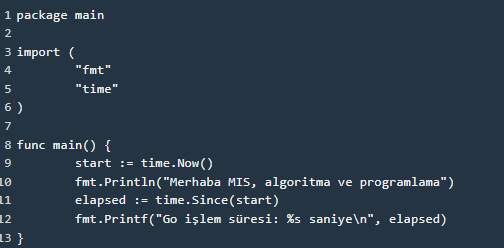 1 package main
2
3 import (
4         "fmt"
5         "time"
6 )
7
8 func main() {
9         start := time.Now()
10         fmt.Println("Merhaba MIS, algoritma ve programlama")
11         elapsed := time.Since(start)
12         fmt.Printf("Go işlem süresi: %s saniye\n", elapsed)
13 }